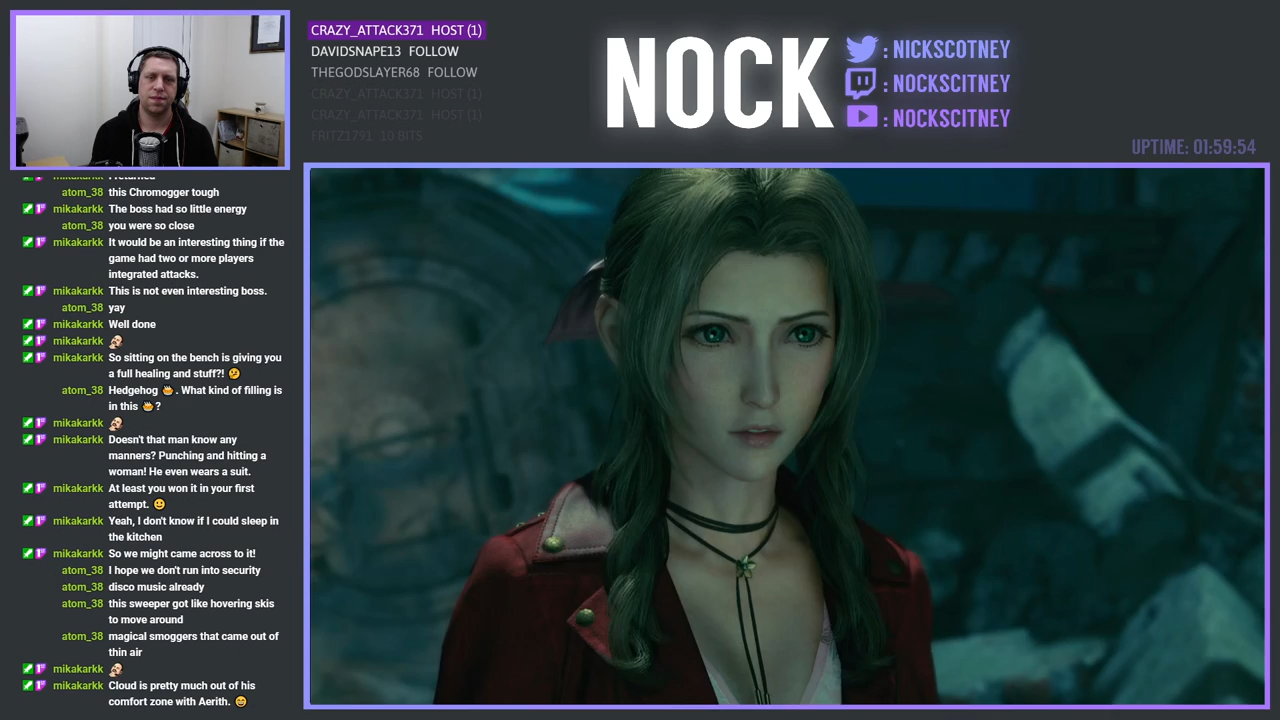 CRAZY_ATTACK371 HOST (1)
DAVIDSNAPE13 FOLLOW
THEGODSLAYER68 FOLLOW
CRAZY_ATTACK371 HOST (1)
CRAZY_ATTACK371 HOST (1)
FRITZ1791 10 BITS
NOCK
: NICKSCOTNEY
: NOCKSCITNEY
: NOCKSCITNEY
UPTIME: 01:59:54
mikakarkk I returned
atom_38 this Chromogger tough
mikakarkk The boss had so little energy
atom_38 you were so close
mikakarkk It would be an interesting thing if the
game had two or more players
integrated attacks.
mikakarkk This is not even interesting boss.
atom_38 yay
mikakarkk Well done
mikakarkk
mikakarkk So sitting on the bench is giving you
a full healing and stuff?!
atom_38 Hedgehog . What kind of filling is
in this ?
mikakarkk
mikakarkk Doesn't that man know any
manners? Punching and hitting a
woman! He even wears a suit.
mikakarkk At least you won it in your first
attempt.
mikakarkk Yeah, I don't know if I could sleep in
the kitchen
mikakarkk So we might came across to it!
atom_38 I hope we don't run into security
atom_38 disco music already
atom_38 this sweeper got like hovering skis
to move around
atom_38 magical smoggers that came out of
thin air
mikakarkk
mikakarkk Cloud is pretty much out of his
comfort zone with Aerith.